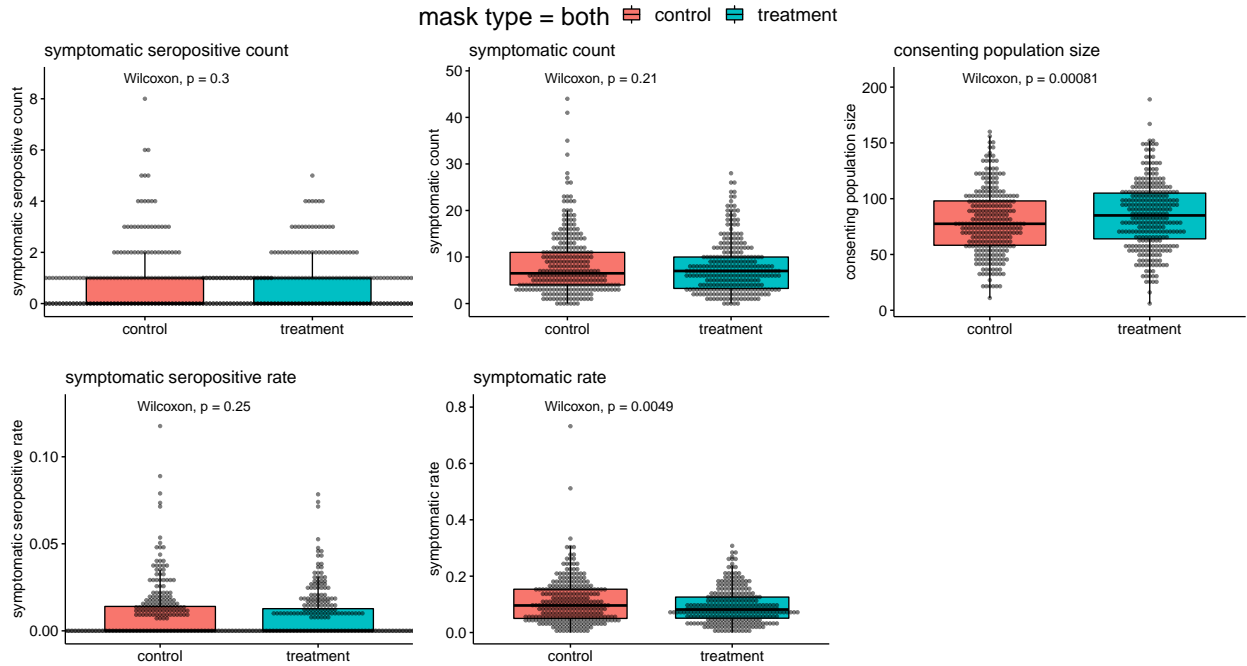 mask type = both control treatment
symptomatic seropositive count
Wilcoxon, p = 0.3
symptomatic seropositive count
8
6
4
2
0
control treatment
symptomatic count
Wilcoxon, p = 0.21
symptomatic count
50
40
30
20
10
0
control treatment
consenting population size
Wilcoxon, p = 0.00081
consenting population size
200
150
100
50
0
control treatment
symptomatic seropositive rate
Wilcoxon, p = 0.25
symptomatic seropositive rate
0.10
0.05
0.00
control treatment
symptomatic rate
Wilcoxon, p = 0.0049
symptomatic rate
0.8
0.6
0.4
0.2
0.0
control treatment